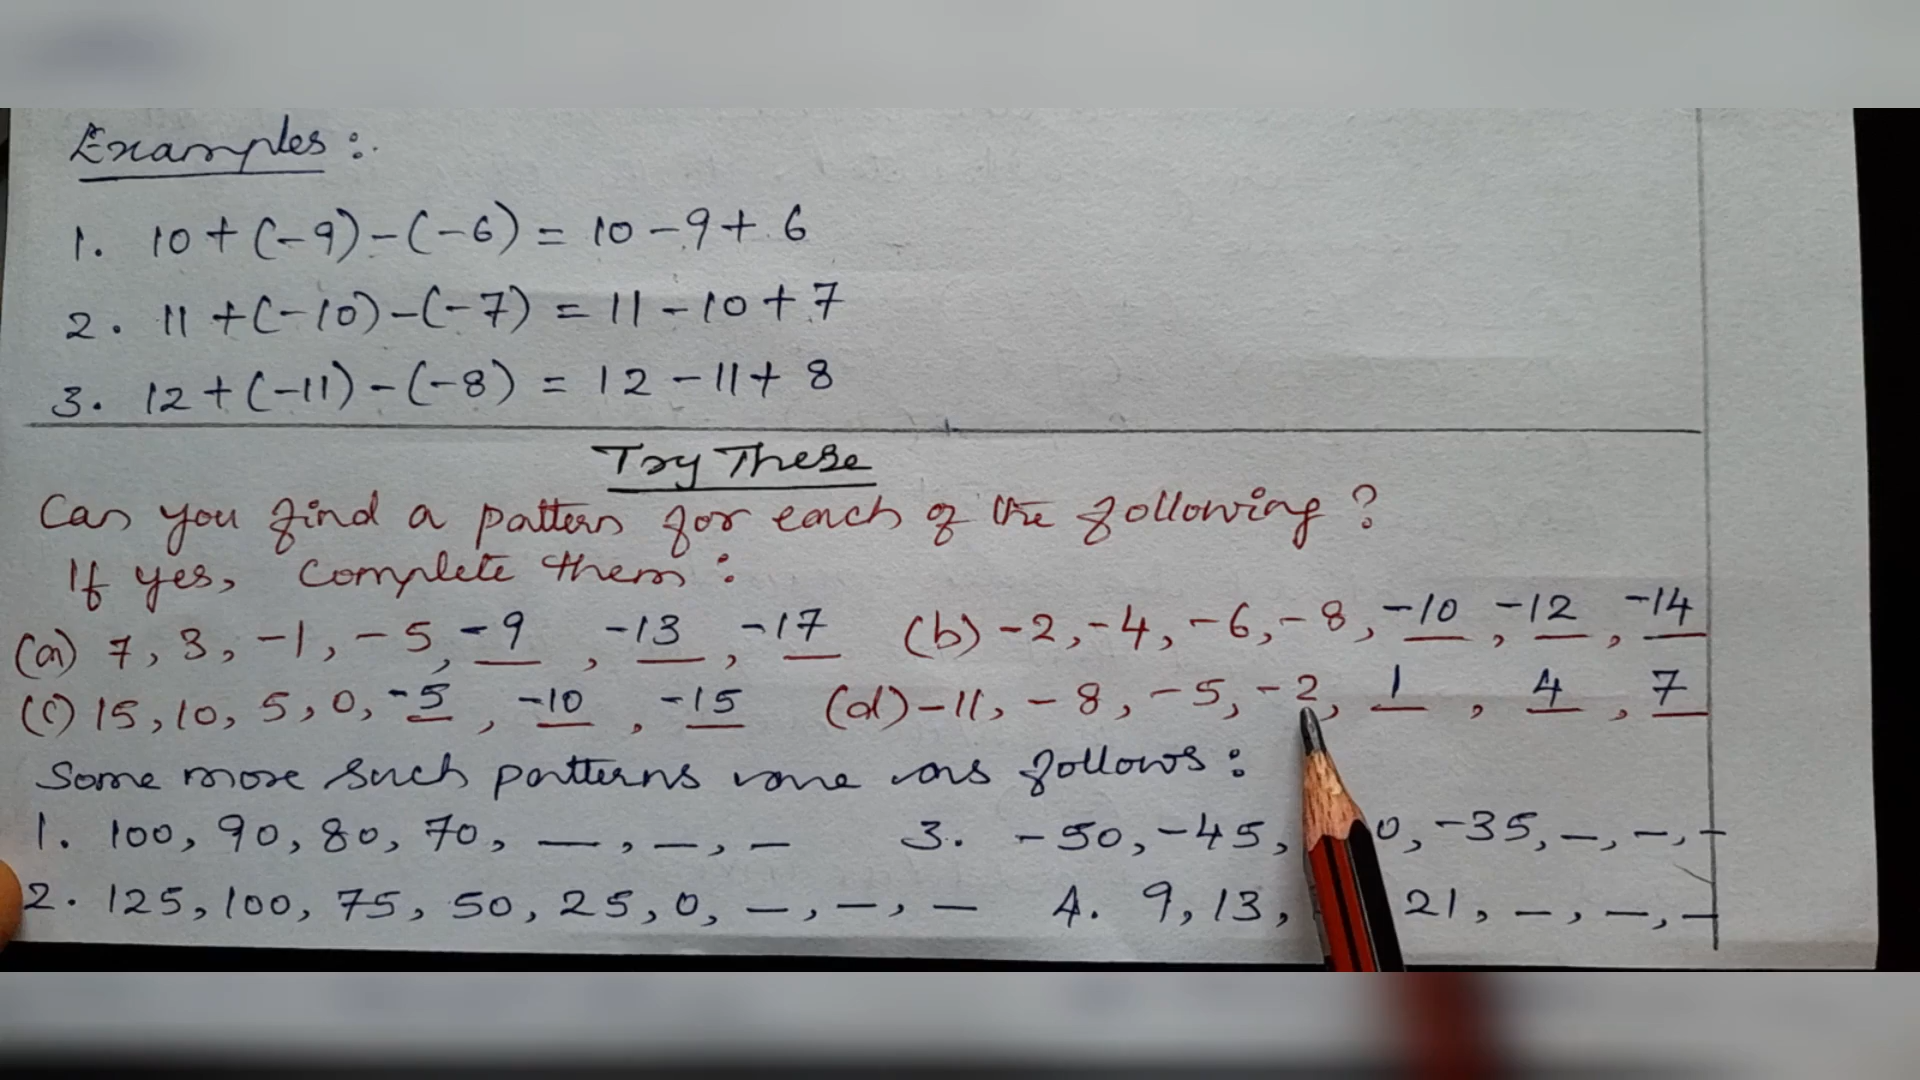 Examples :.
1. 10 + (-9) - (-6) = 10 - 9 + 6
2. 11 + (-10) - (-7) = 11 - 10 + 7
3. 12 + (-11) - (-8) = 12 - 11 + 8
Try These
Can you find a pattern for each of the following?
If yes, complete them :
(a) 7, 3, -1, -5, -9, -13, -17 (b) -2, -4, -6, -8, -10, -12, -14
(c) 15, 10, 5, 0, -5, -10, -15 (d) -11, -8, -5, -2, 1, 4, 7
Some more such patterns are as follows :
1. 100, 90, 80, 70, _, _, _ 3. -50, -45, 0, -35, _, _, _
2. 125, 100, 75, 50, 25, 0, _, _, _ 4. 9, 13, 21, _, _, _